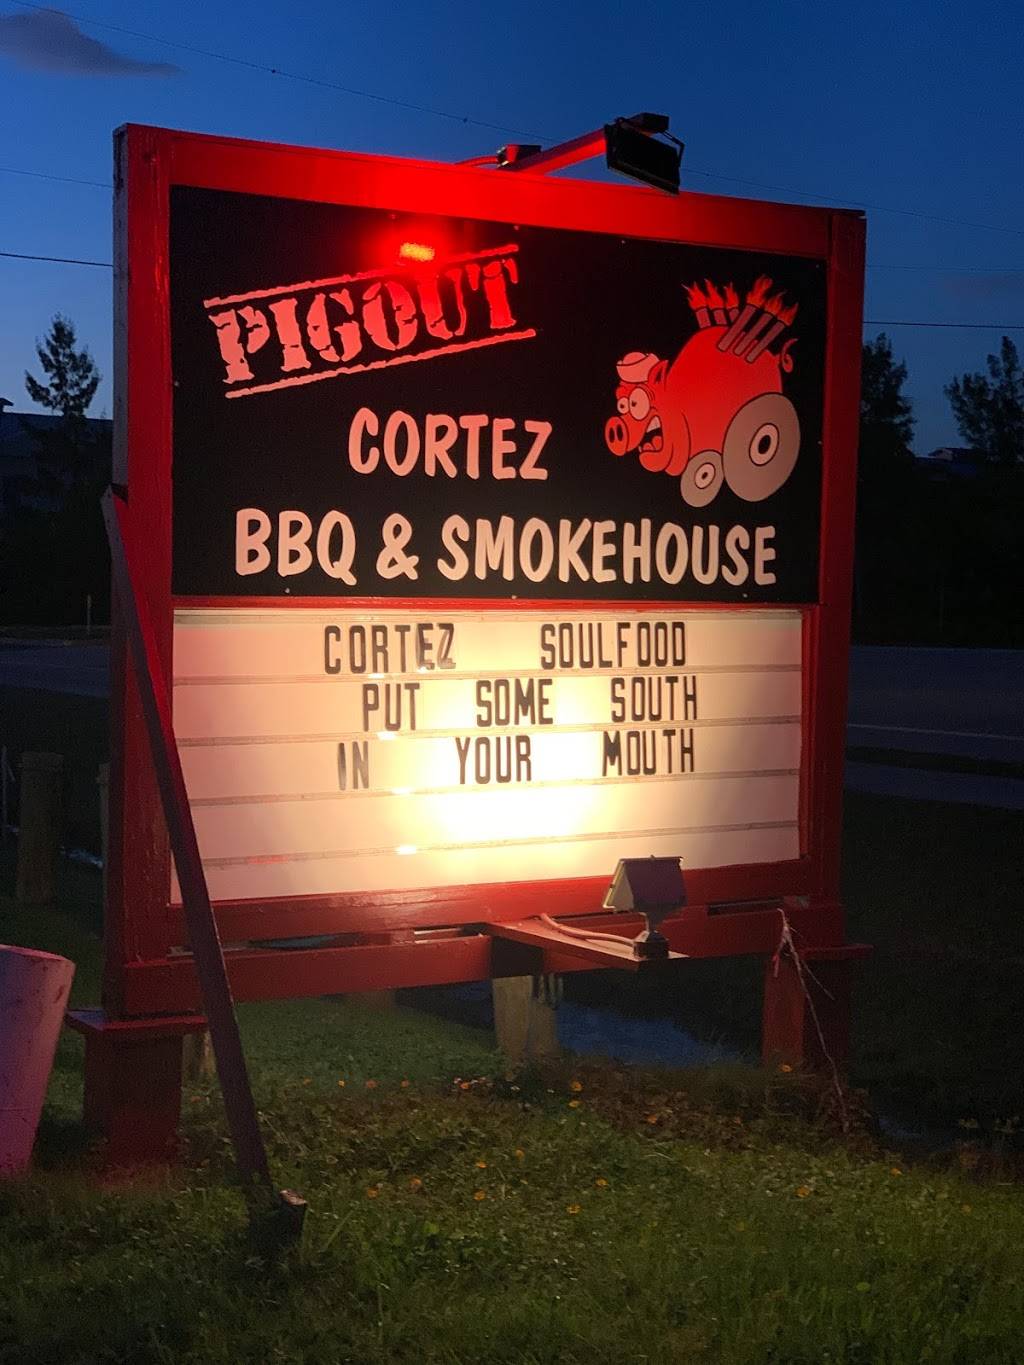 PIGOUT
CORTEZ
BBQ & SMOKEHOUSE
CORTEZ SOULFOOD
PUT SOME SOUTH
IN YOUR MOUTH